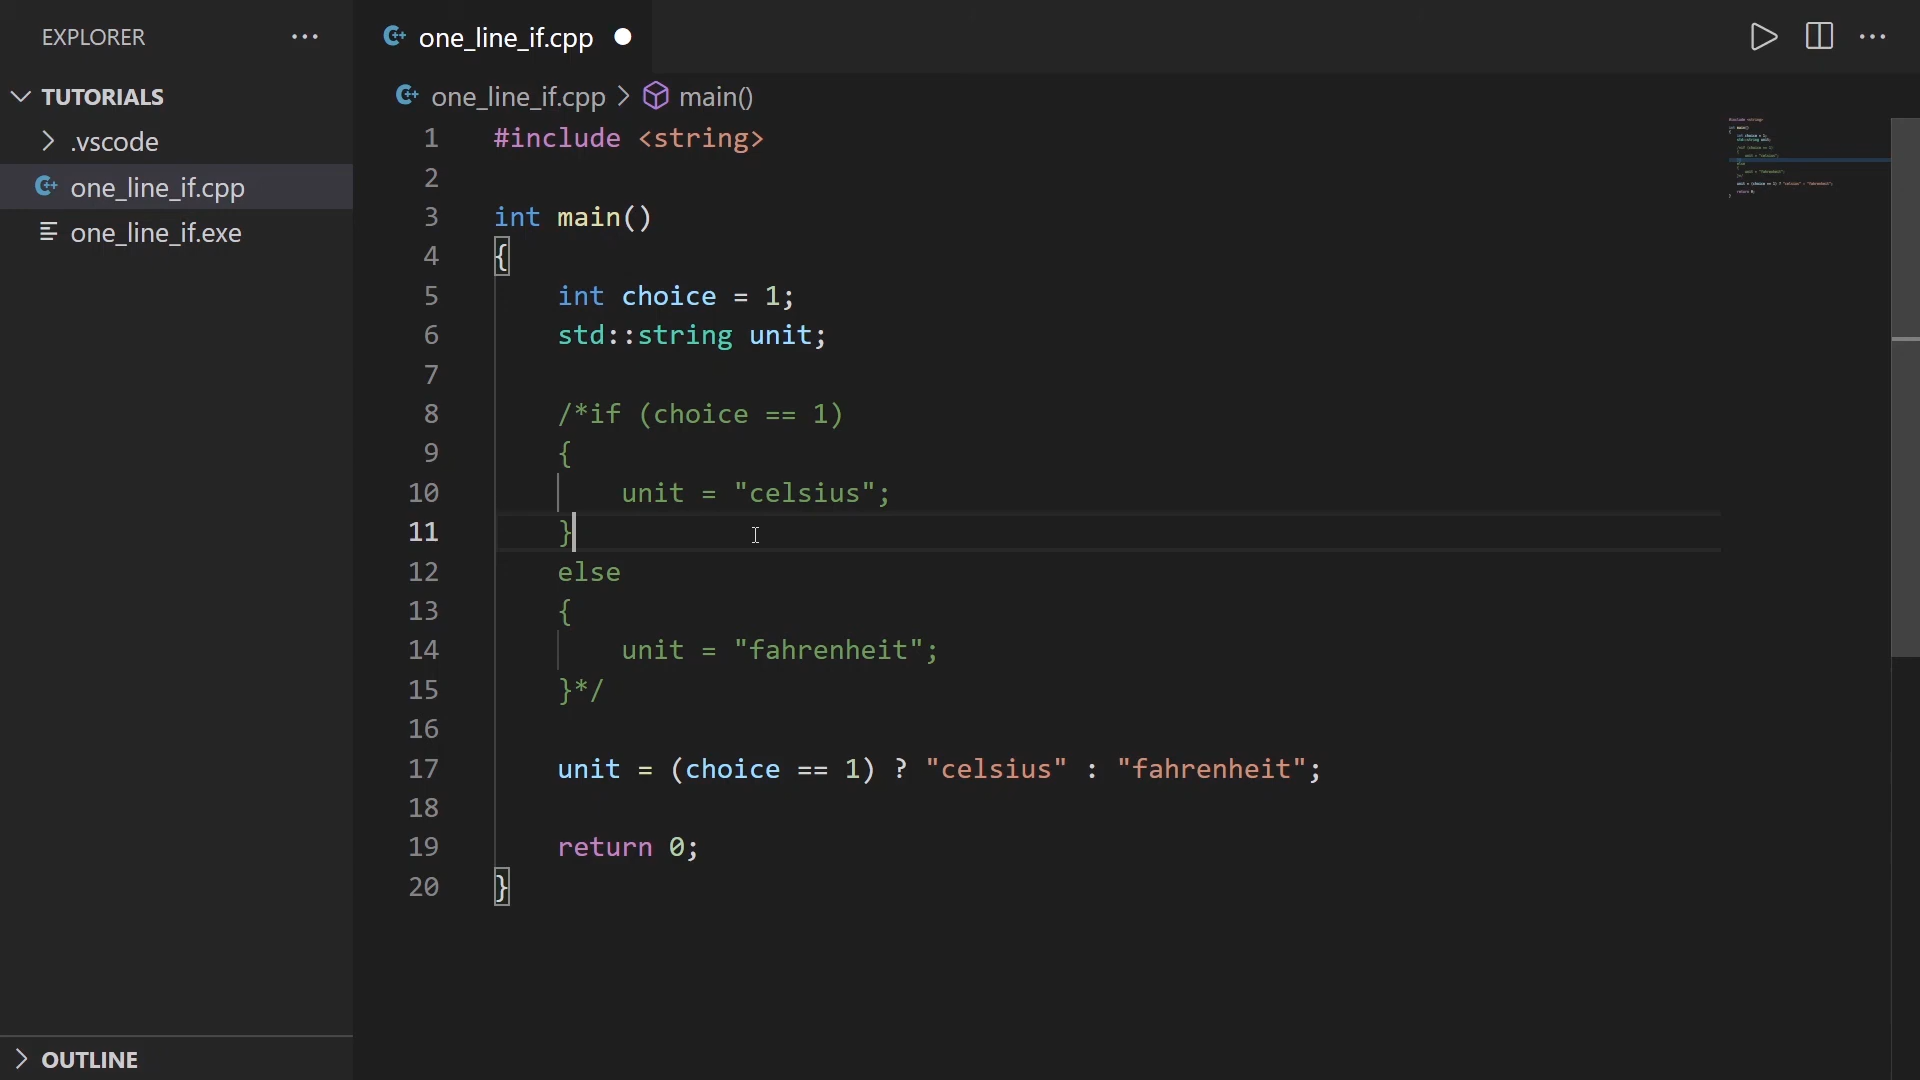 EXPLORER
TUTORIALS
.vscode
one_line_if.cpp
one_line_if.exe
OUTLINE
one_line_if.cpp
one_line_if.cpp > main()
1 #include <string>
2
3 int main()
4 {
5 int choice = 1;
6 std::string unit;
7
8 /*if (choice == 1)
9 {
10 unit = "celsius";
11 }
12 else
13 {
14 unit = "fahrenheit";
15 }*/
16
17 unit = (choice == 1) ? "celsius" : "fahrenheit";
18
19 return 0;
20 }